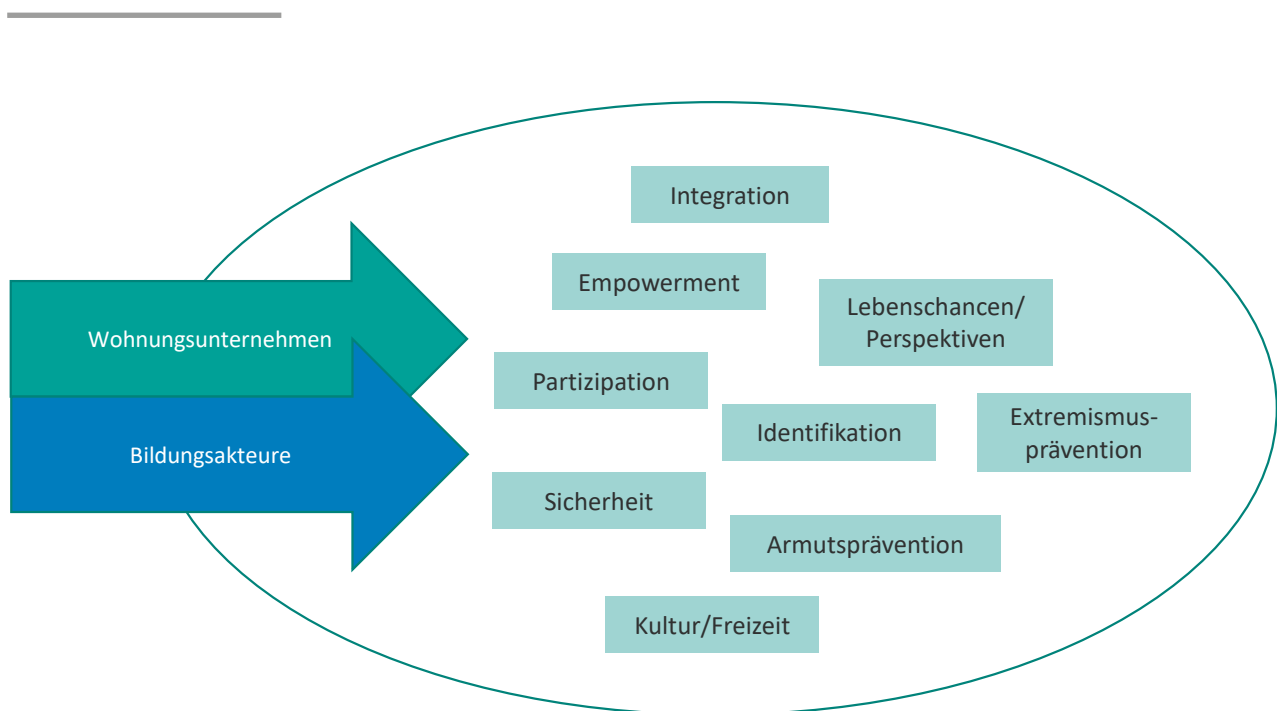 Integration
Empowerment
Lebenschancen/
Perspektiven
Wohnungsunternehmen
Partizipation
Identifikation
Extremismus-
prävention
Bildungsakteure
Sicherheit
Armutsprävention
Kultur/Freizeit